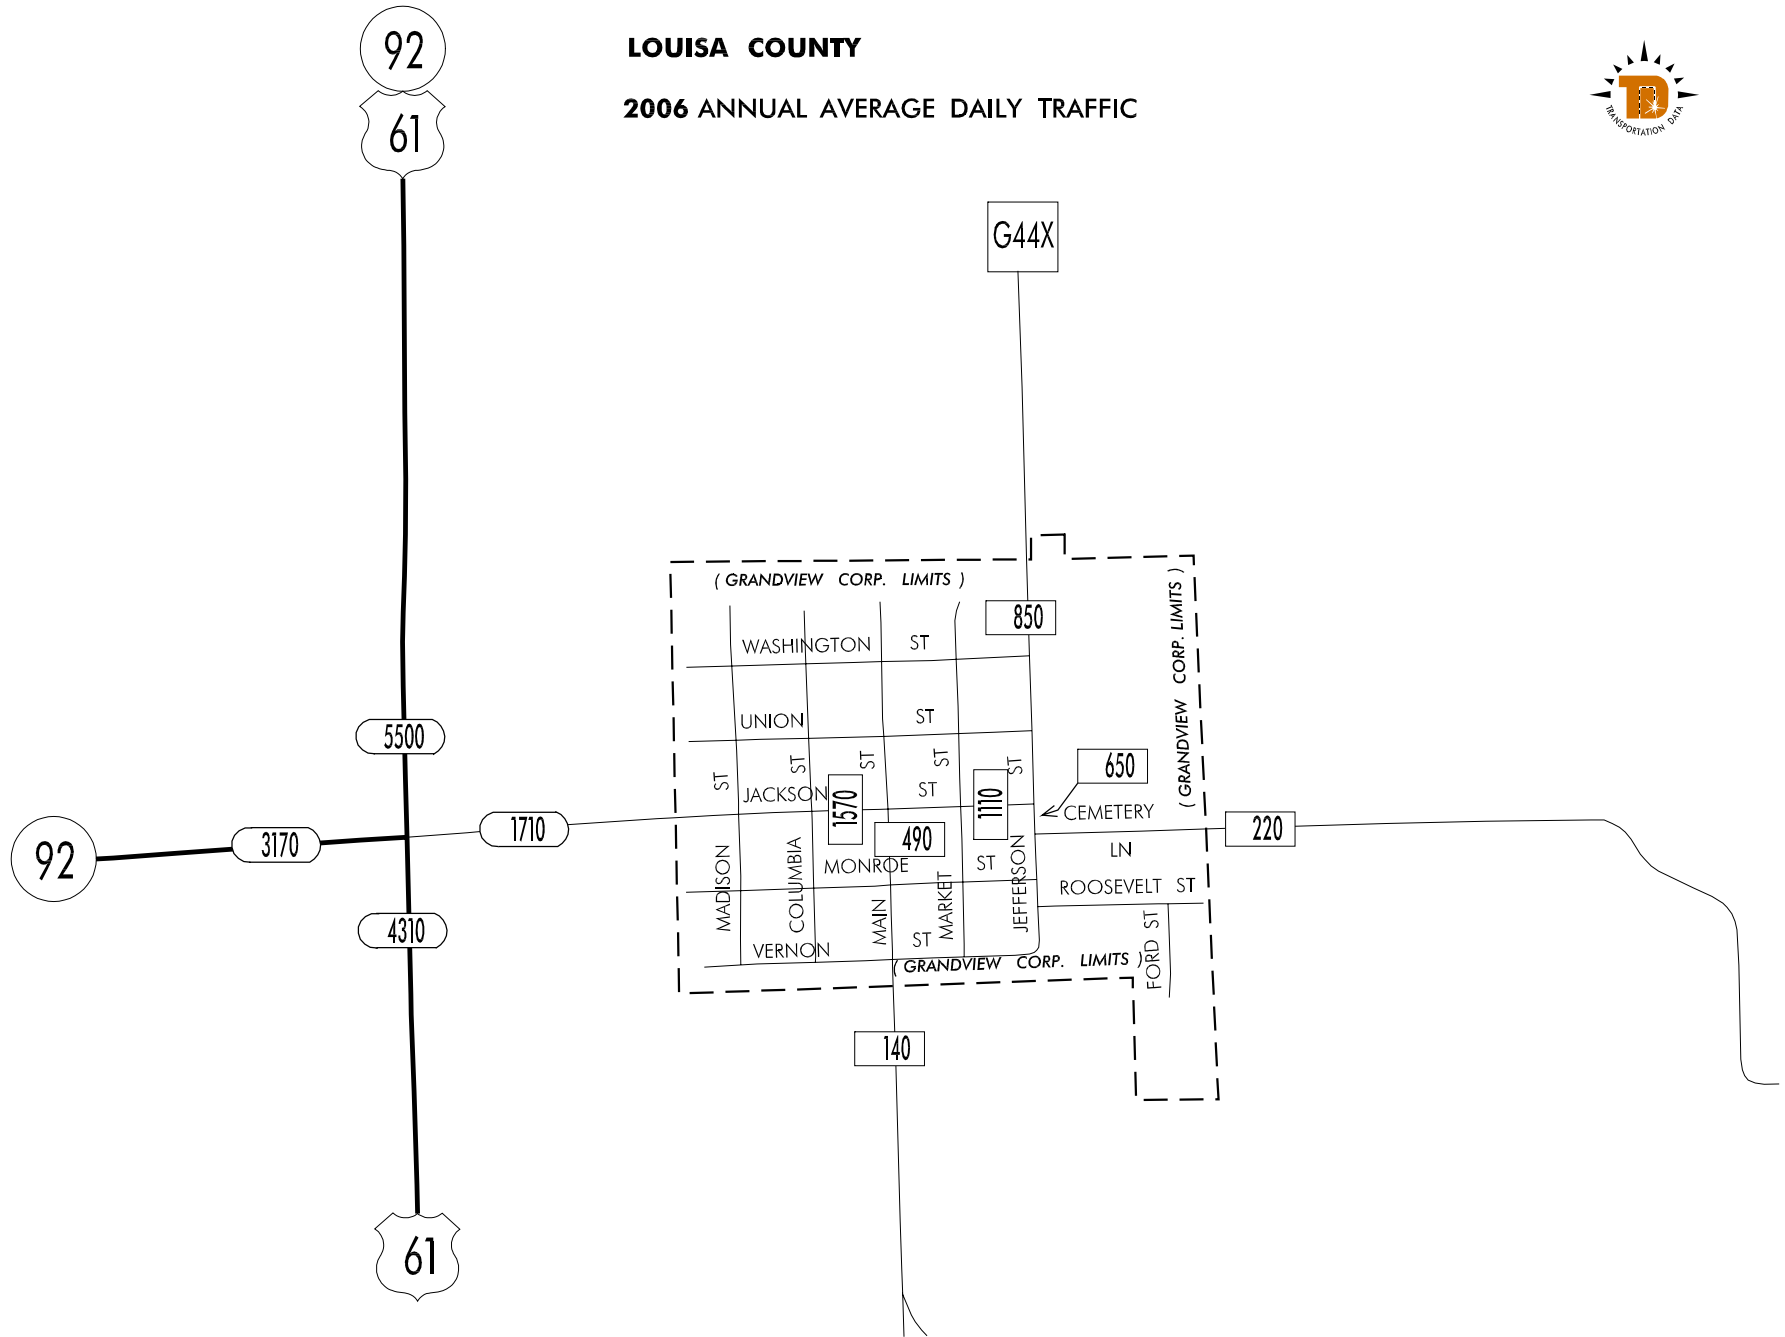 92
61
LOUISA COUNTY
2006 ANNUAL AVERAGE DAILY TRAFFIC
TRANSPORTATION DATA
TD
G44X
( GRANDVIEW CORP. LIMITS )
( GRANDVIEW CORP. LIMITS )
850
WASHINGTON ST
UNION ST
5500
MADISON ST
COLUMBIA ST
MAIN ST
MARKET ST
JEFFERSON ST
JACKSON ST
1570
1110
650
CEMETERY LN
92
3170
1710
490
220
MONROE ST
ROOSEVELT ST
4310
VERNON ST
FORD ST
( GRANDVIEW CORP. LIMITS )
140
61